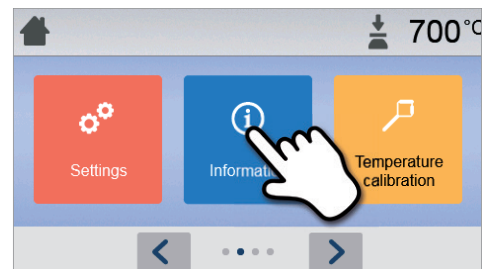 700°C
Settings
Informati
Temperature
calibration